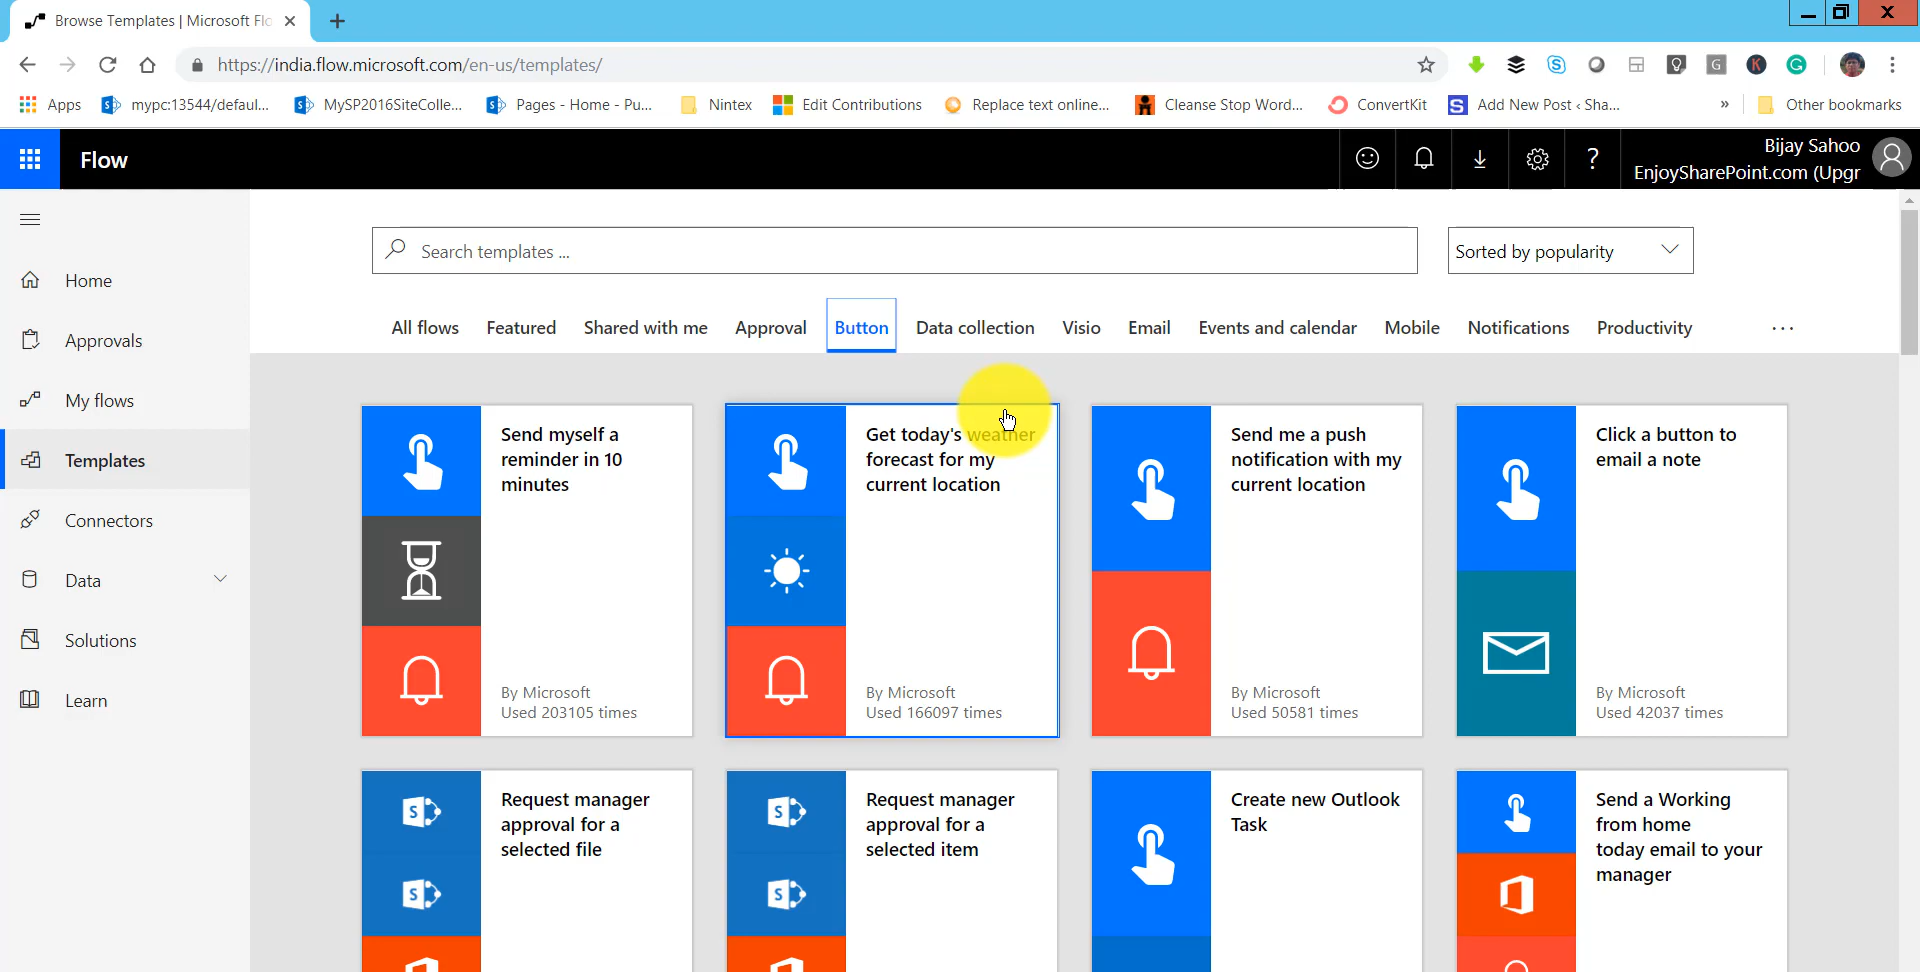 Browse Templates | Microsoft Flo
https://india.flow.microsoft.com/en-us/templates/
Apps
mypc:13544/defaul...
MySP2016SiteColle...
Pages - Home - Pu...
Nintex
Edit Contributions
Replace text online...
Cleanse Stop Word...
ConvertKit
Add New Post ‹ Sha...
»
Other bookmarks
Flow
?
Bijay Sahoo
EnjoySharePoint.com (Upgr
Home
Approvals
My flows
Templates
Connectors
Data
Solutions
Learn
Search templates ...
Sorted by popularity
All flows
Featured
Shared with me
Approval
Button
Data collection
Visio
Email
Events and calendar
Mobile
Notifications
Productivity
...
Send myself a
reminder in 10
minutes
By Microsoft
Used 203105 times
Get today's weather
forecast for my
current location
By Microsoft
Used 166097 times
Send me a push
notification with my
current location
By Microsoft
Used 50581 times
Click a button to
email a note
By Microsoft
Used 42037 times
Request manager
approval for a
selected file
Request manager
approval for a
selected item
Create new Outlook
Task
Send a Working
from home
today email to your
manager